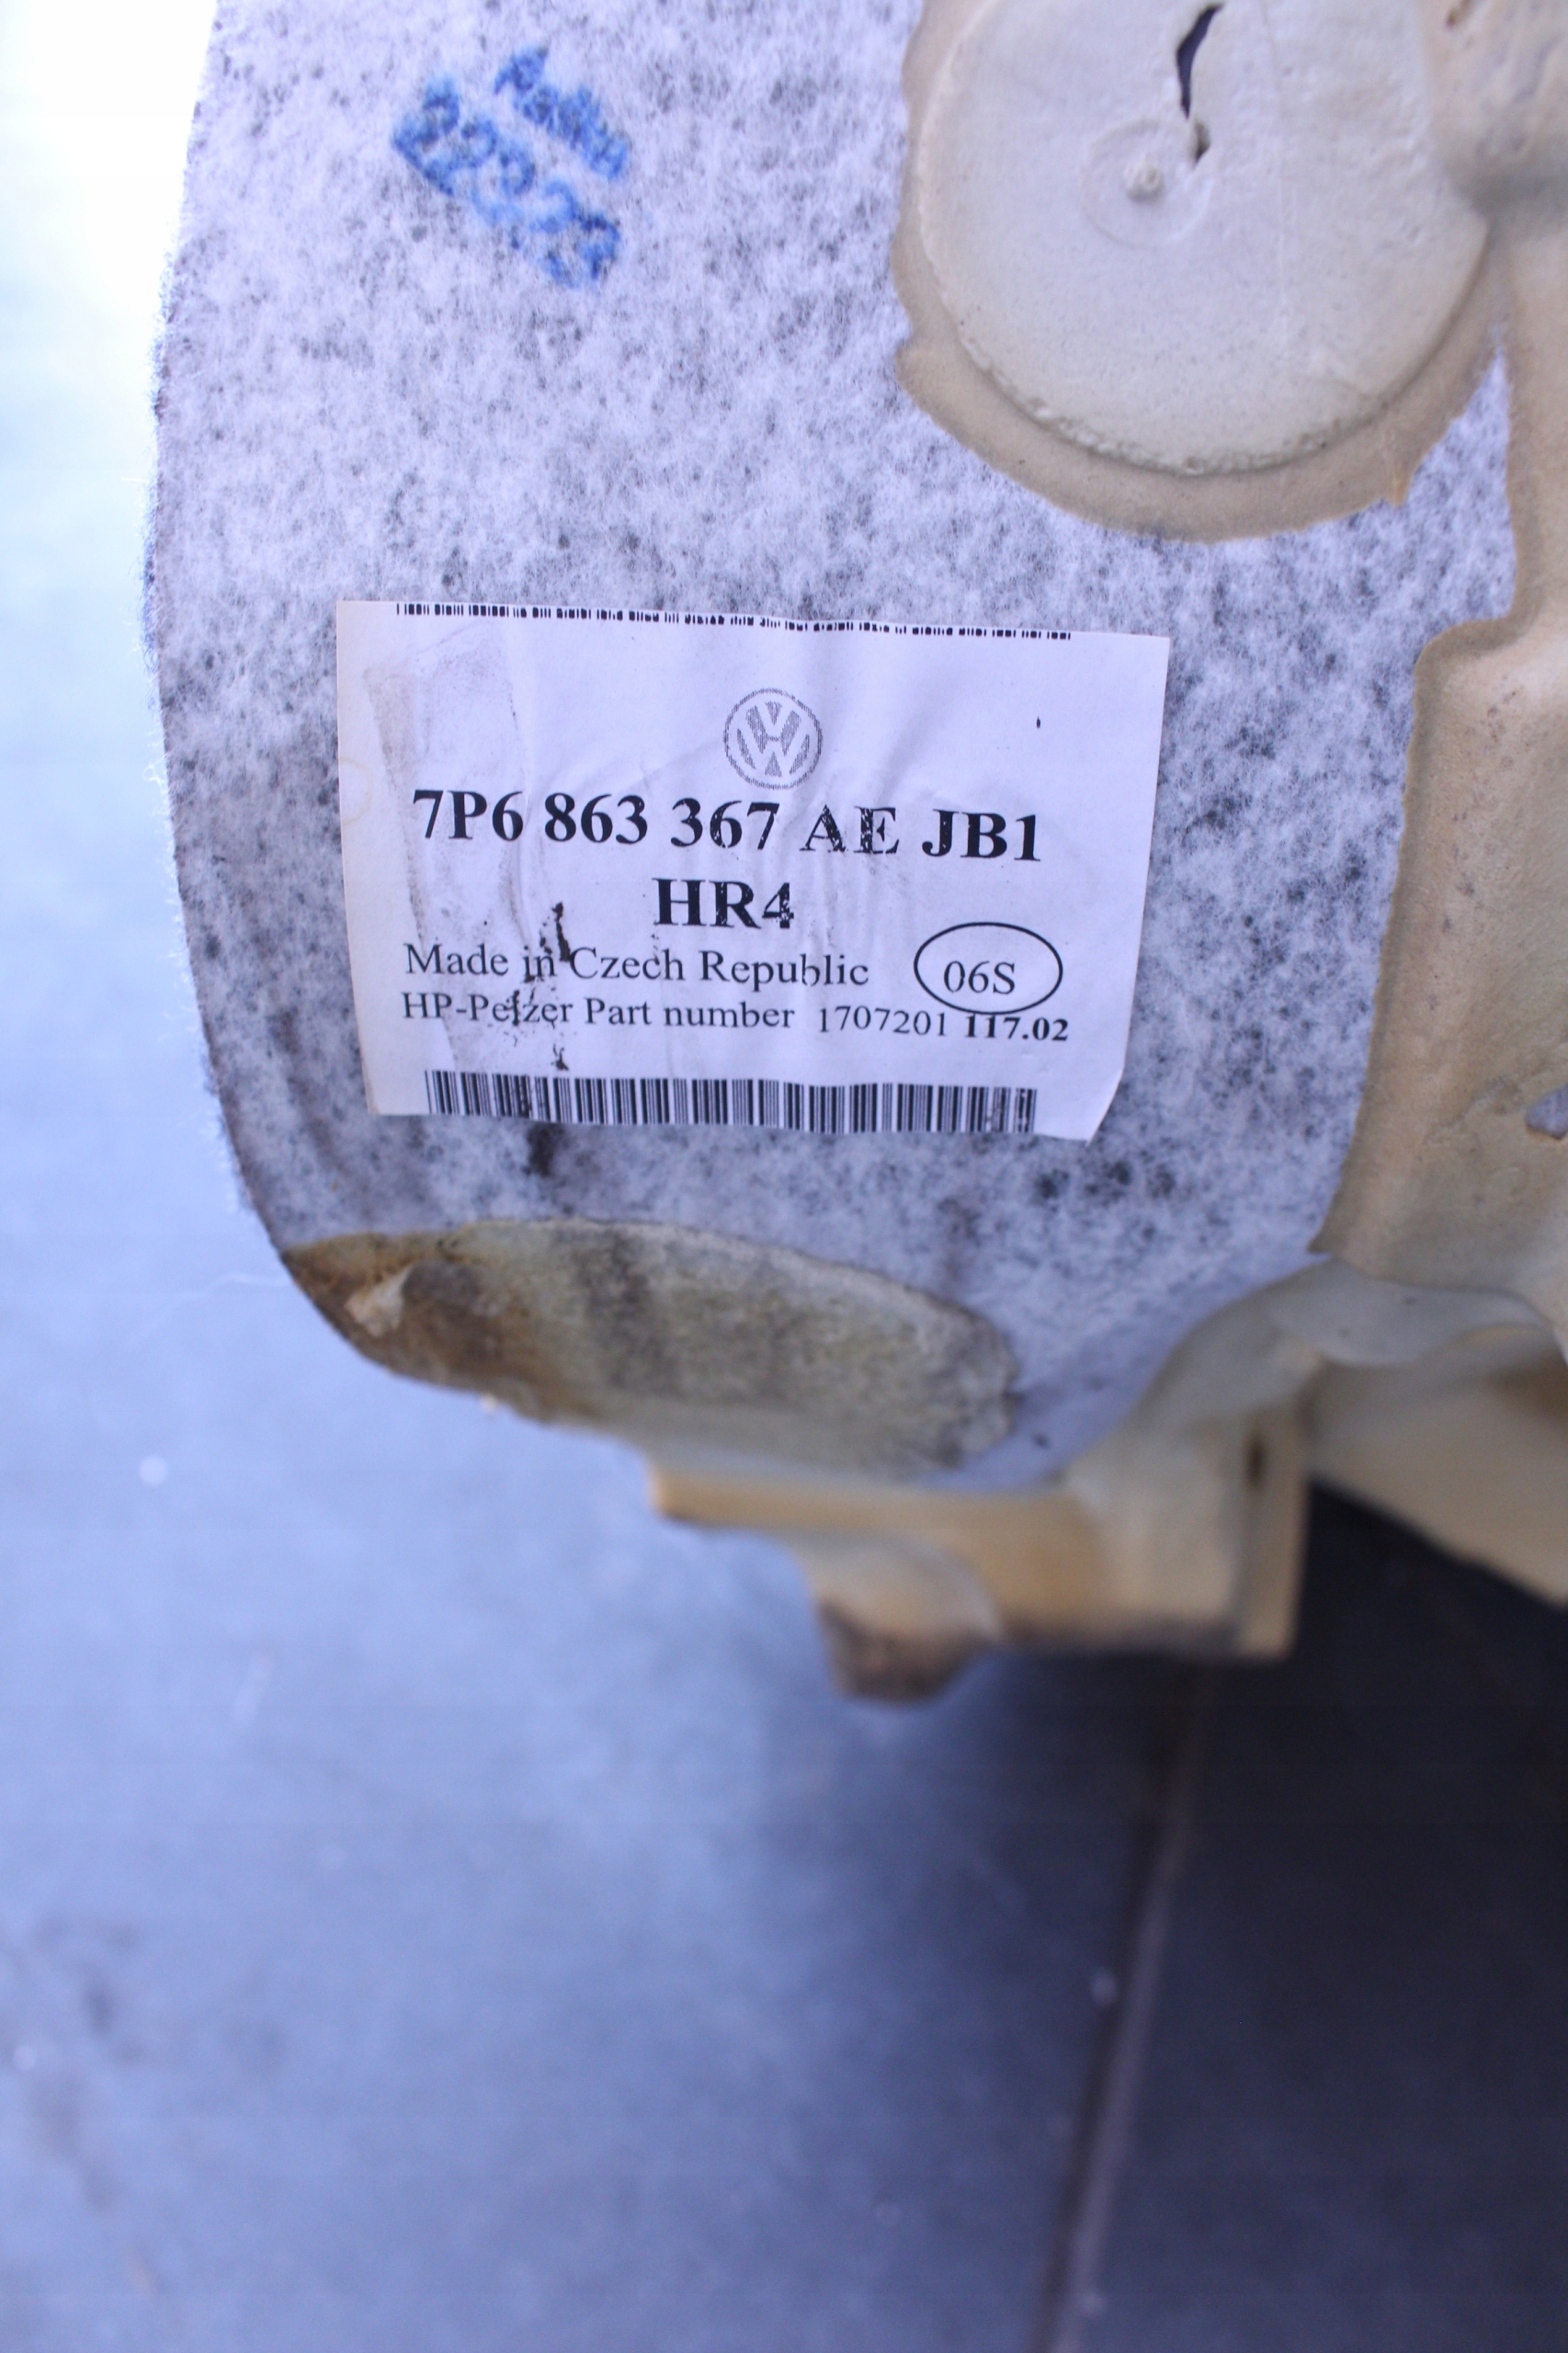 7P6 863 367 AE JB1
HR4
Made in Czech Republic 06S
HP-Pelzer Part number 1707201 117.02